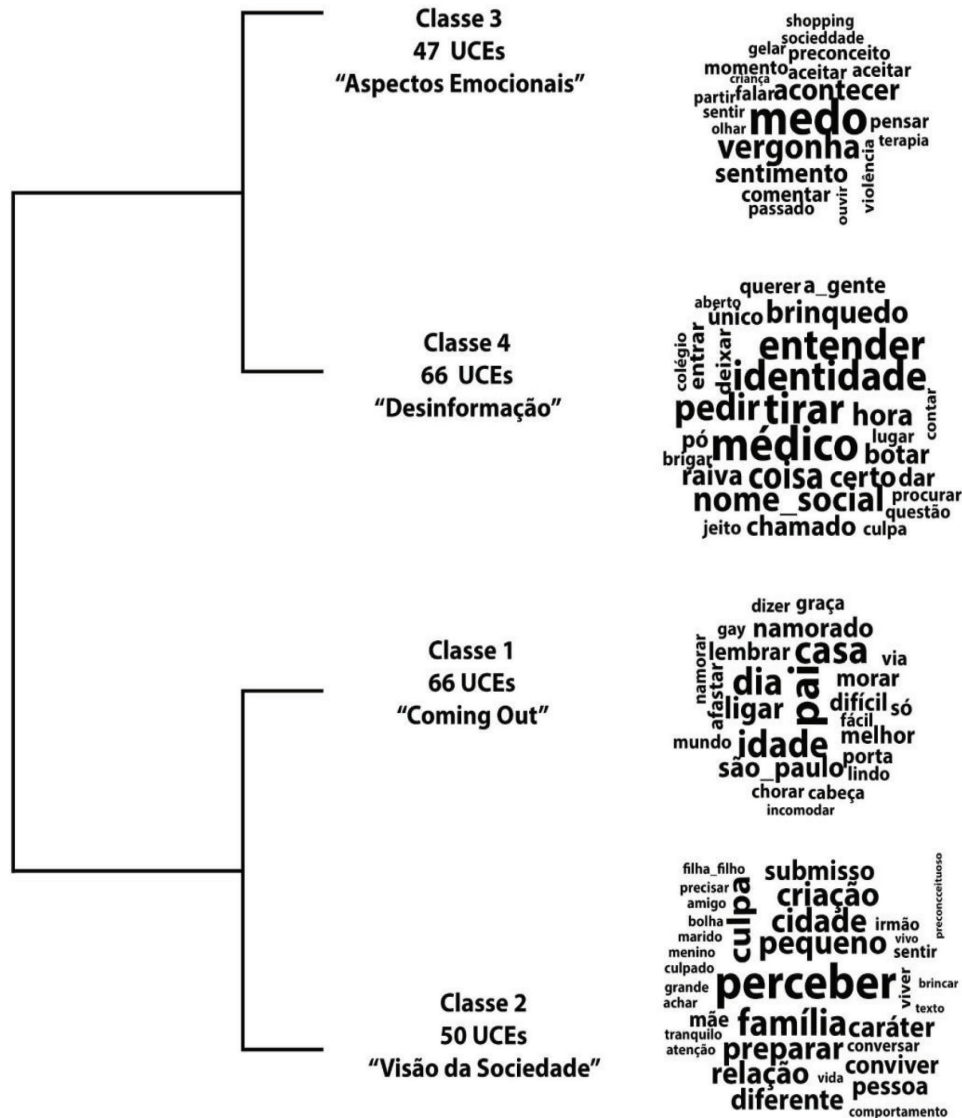 Classe 3
47 UCEs
“Aspectos Emocionais”
shopping
socieddade
gelar preconceito
momento aceitar aceitar
criança
partir falar acontecer
sentir medo pensar
olhar terapia
vergonha
sentimento violência
comentar ouvir
passado
Classe 4
66 UCEs
“Desinformação”
querer a_gente
aberto
único brinquedo
colégio entrar deixar entender
identidade
pedir tirar hora contar
pó médico lugar
brigar botar
raiva coisa certo dar
nome_social procurar
questão
jeito chamado culpa
Classe 1
66 UCEs
“Coming Out”
dizer graça
gay namorado
namorar lembrar casa via
afastar dia pai morar
ligar difícil só
fácil
mundo idade melhor
porta
são_paulo lindo
chorar cabeça
incomodar
Classe 2
50 UCEs
“Visão da Sociedade”
filha_filho submisso preconcceituoso
precisar culpa criação
amigo
bolha cidade irmão
marido pequeno vivo
menino sentir
culpado
grande perceber viver brincar
achar texto
mãe família caráter
tranquilo
atenção preparar conversar
relação vida conviver
pessoa
diferente comportamento